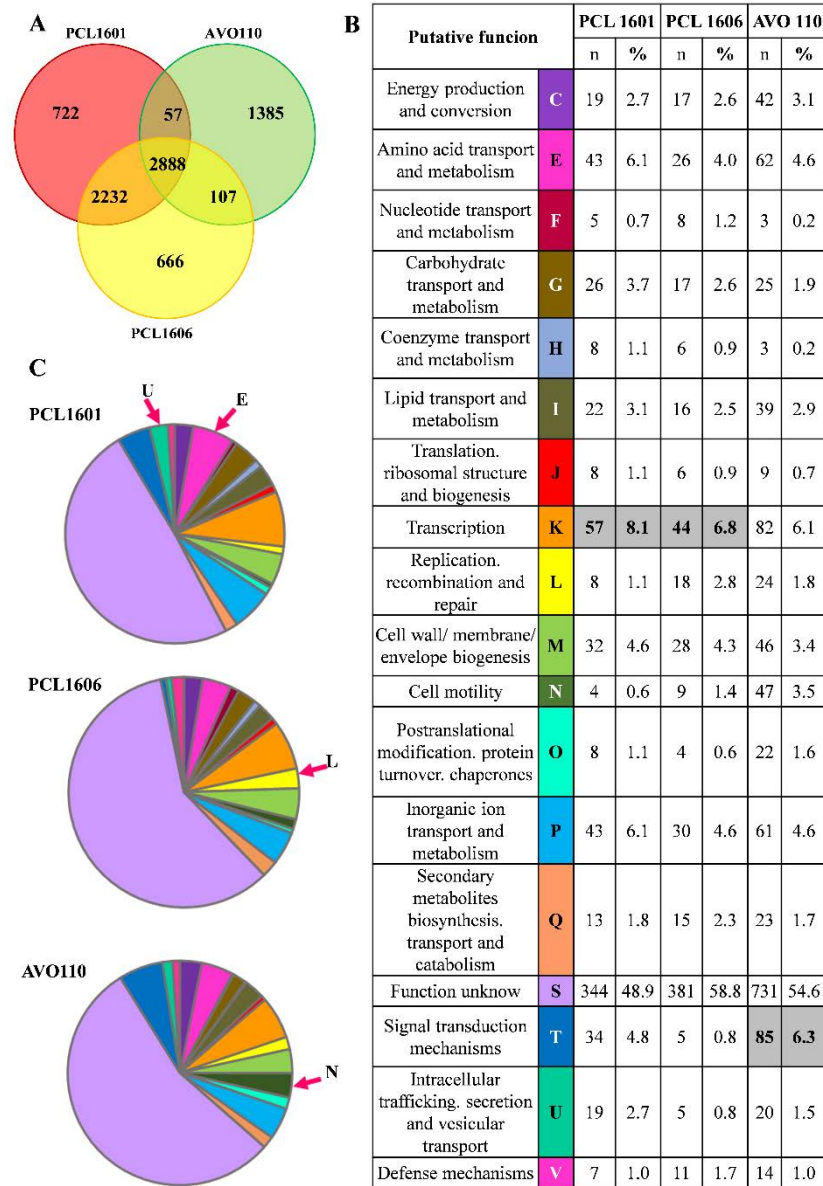 A
PCL1601
AVO110
722
57
1385
2888
2232
107
666
PCL1606
B
Putative funcion PCL 1601 PCL 1606 AVO 110
n % n % n %
Energy production
and conversion
C 19 2.7 17 2.6 42 3.1
Amino acid transport
and metabolism
E 43 6.1 26 4.0 62 4.6
Nucleotide transport
and metabolism
F 5 0.7 8 1.2 3 0.2
Carbohydrate
transport and
metabolism
G 26 3.7 17 2.6 25 1.9
Coenzyme transport
and metabolism
H 8 1.1 6 0.9 3 0.2
Lipid transport and
metabolism
I 22 3.1 16 2.5 39 2.9
Translation.
ribosomal structure
and biogenesis
J 8 1.1 6 0.9 9 0.7
Transcription K 57 8.1 44 6.8 82 6.1
Replication.
recombination and
repair
L 8 1.1 18 2.8 24 1.8
Cell wall/ membrane/
envelope biogenesis
M 32 4.6 28 4.3 46 3.4
Cell motility N 4 0.6 9 1.4 47 3.5
Postranslational
modification. protein
turnover. chaperones
O 8 1.1 4 0.6 22 1.6
Inorganic ion
transport and
metabolism
P 43 6.1 30 4.6 61 4.6
Secondary
metabolites
biosynthesis.
transport and
catabolism
Q 13 1.8 15 2.3 23 1.7
Function unknow S 344 48.9 381 58.8 731 54.6
Signal transduction
mechanisms
T 34 4.8 5 0.8 85 6.3
Intracellular
trafficking. secretion
and vesicular
transport
U 19 2.7 5 0.8 20 1.5
Defense mechanisms V 7 1.0 11 1.7 14 1.0
C
PCL1601
U
E
PCL1606
L
AVO110
N